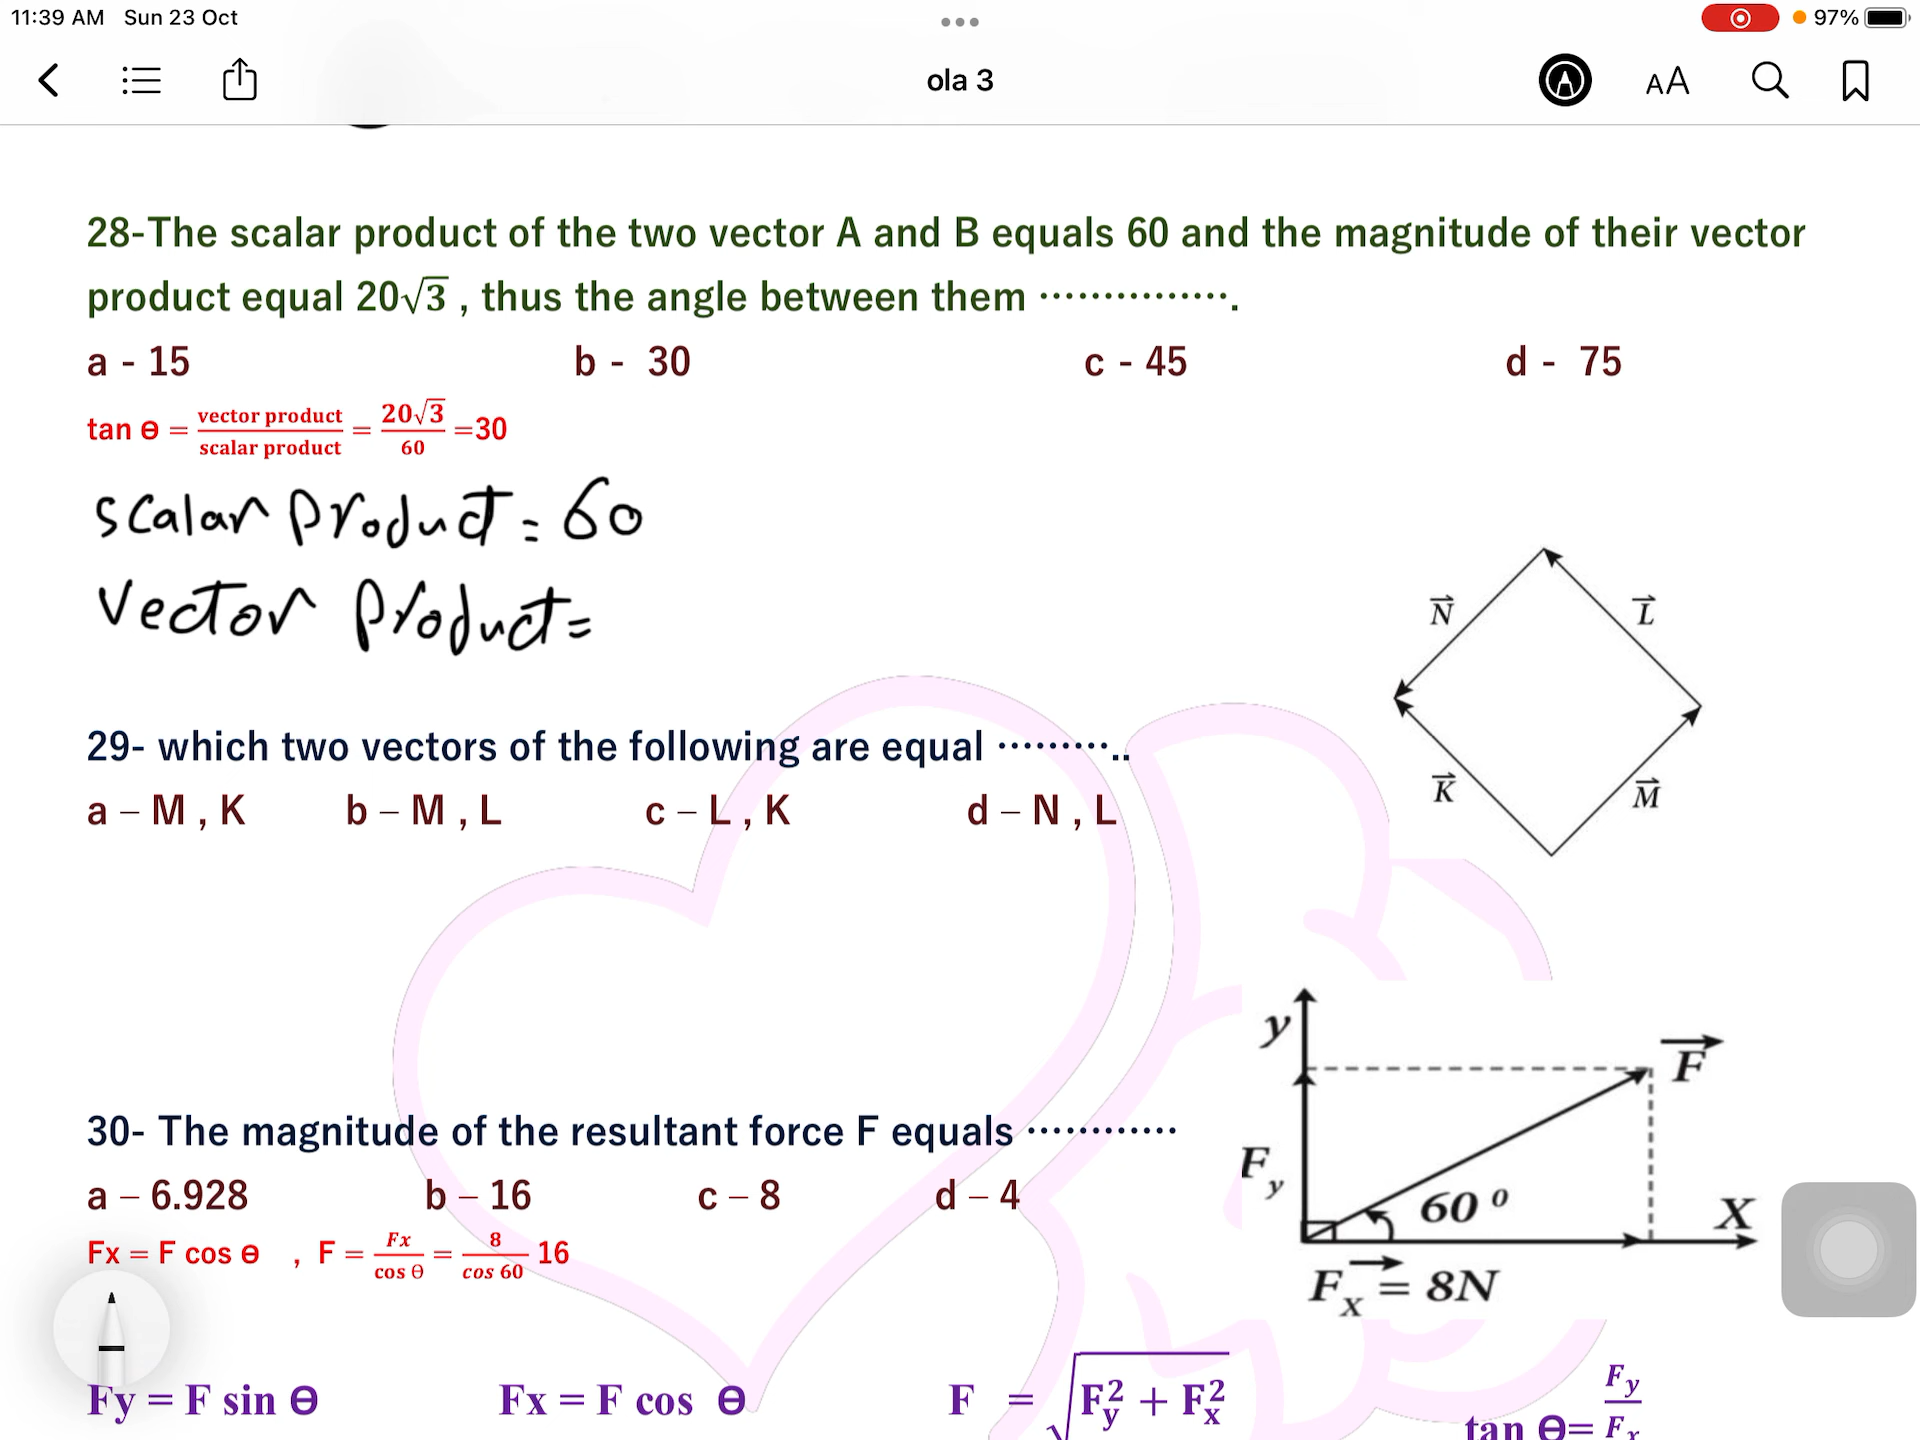 11:39 AM Sun 23 Oct
97%
ola 3
AA
28-The scalar product of the two vector A and B equals 60 and the magnitude of their vector
product equal 20√3 , thus the angle between them ...............
a - 15 b - 30 c - 45 d - 75
tan ө = vector product / scalar product = 20√3 / 60 =30
scalar product = 60
Vector product =
N L
K M
29- which two vectors of the following are equal ...........
a – M , K b – M , L c – L , K d – N , L
y F
30- The magnitude of the resultant force F equals ............
Fy 60 º X
a – 6.928 b – 16 c – 8 d – 4
Fx = F cos ө , F = Fx / cos Θ = 8 / cos 60 16
Fx = 8N
Fy = F sin Ө Fx = F cos Ө F = √(Fy² + Fx²) tan Ө= Fy / Fx